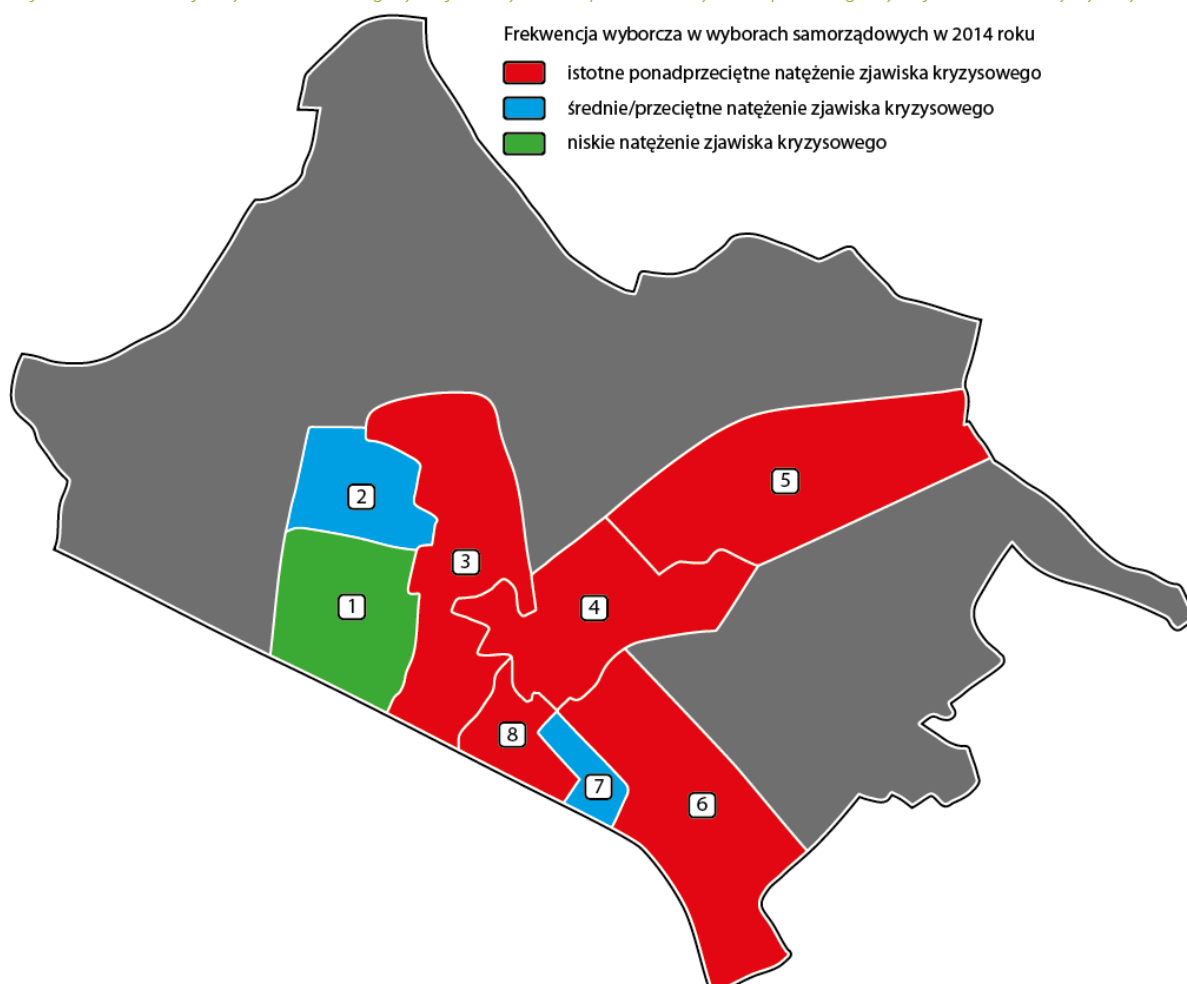 Frekwencja wyborcza w wyborach samorządowych w 2014 roku
istotne ponadprzeciętne natężenie zjawiska kryzysowego
średnie/przeciętne natężenie zjawiska kryzysowego
niskie natężenie zjawiska kryzysowego
5
2
3
1
4
8
7
6